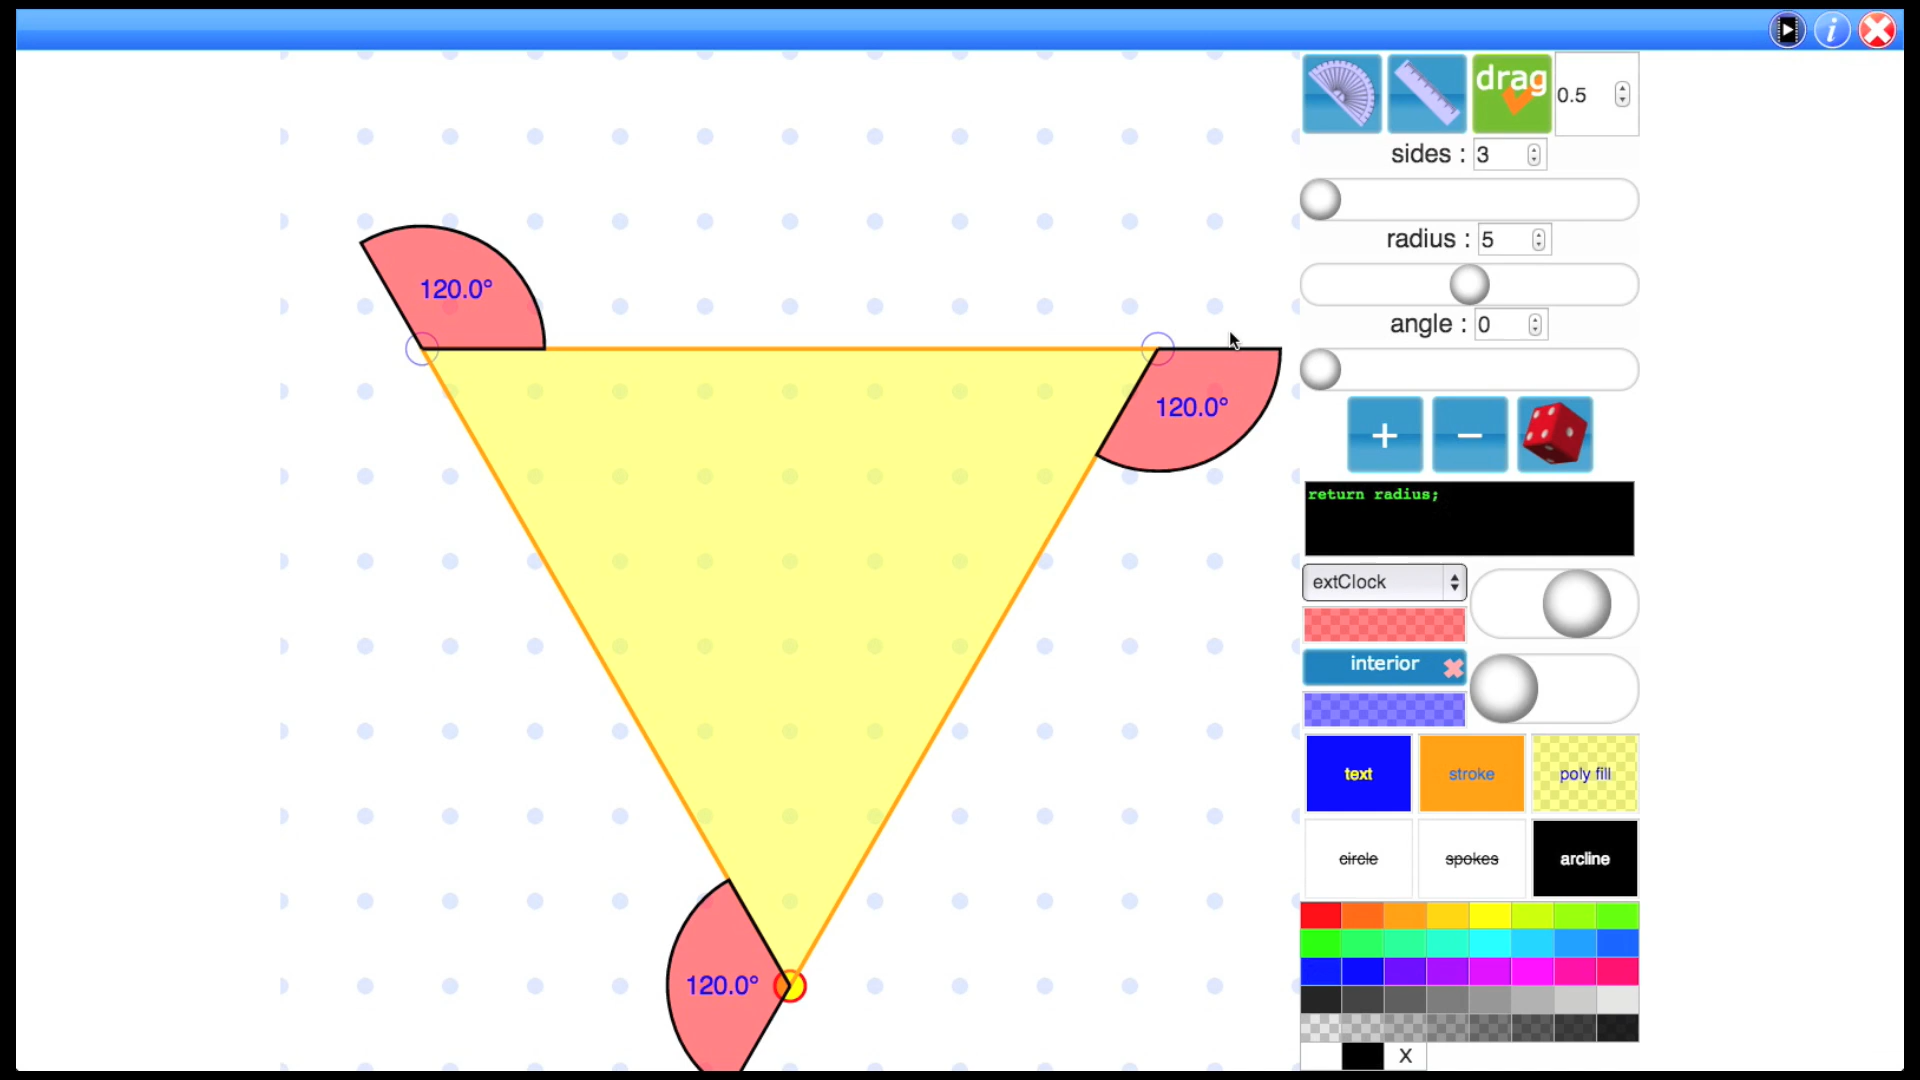 drag
0.5
sides : 3
radius : 5
angle : 0
+
−
return radius;
extClock
interior
text
stroke
poly fill
circle
spokes
arcline
X
120.0°
120.0°
120.0°
i